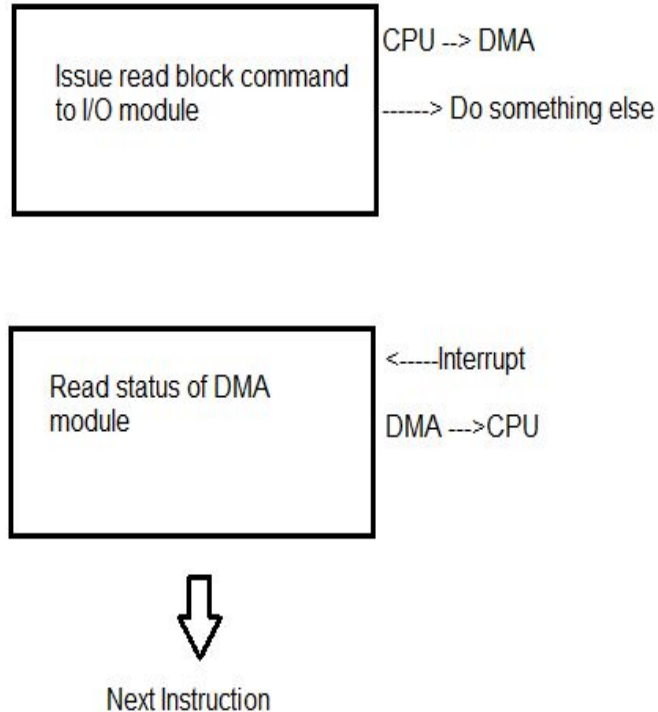 CPU --> DMA
Issue read block command
to I/O module
------> Do something else
<-----Interrupt
Read status of DMA
module
DMA --->CPU
Next Instruction